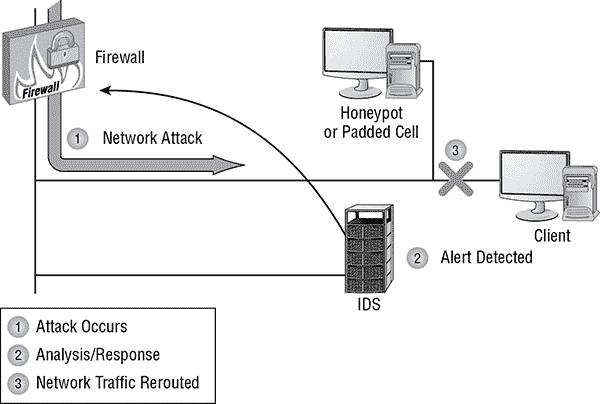 Firewall
Firewall
1 Network Attack
Honeypot
or Padded Cell
3
Client
2 Alert Detected
IDS
1 Attack Occurs
2 Analysis/Response
3 Network Traffic Rerouted